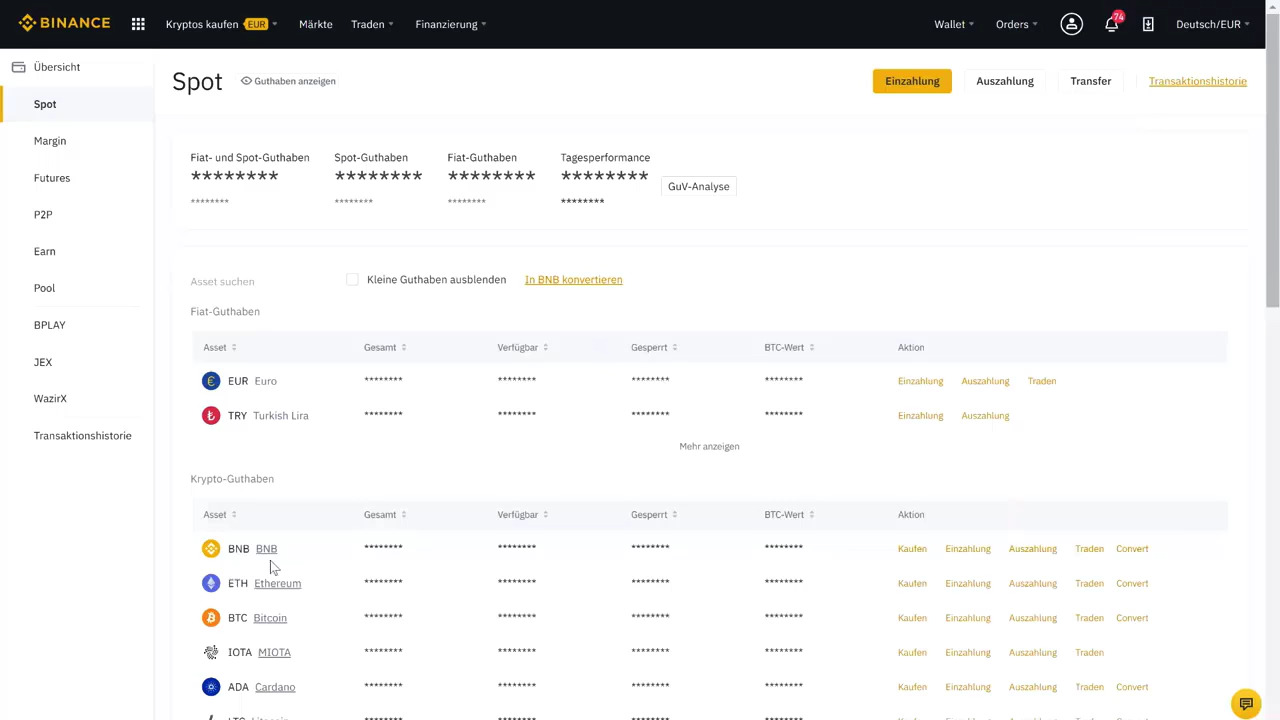 BINANCE Kryptos kaufen EUR Märkte Traden Finanzierung Wallet Orders 74 Deutsch/EUR
Übersicht
Spot
Margin
Futures
P2P
Earn
Pool
BPLAY
JEX
WazirX
Transaktionshistorie
Spot Guthaben anzeigen Einzahlung Auszahlung Transfer Transaktionshistorie
Fiat- und Spot-Guthaben Spot-Guthaben Fiat-Guthaben Tagesperformance
******** ******** ******** ********
GuV-Analyse
******** ******** ******** ********
Asset suchen Kleine Guthaben ausblenden In BNB konvertieren
Fiat-Guthaben
Asset Gesamt Verfügbar Gesperrt BTC-Wert Aktion
EUR Euro ******** ******** ******** ******** Einzahlung Auszahlung Traden
TRY Turkish Lira ******** ******** ******** ******** Einzahlung Auszahlung
Mehr anzeigen
Krypto-Guthaben
Asset Gesamt Verfügbar Gesperrt BTC-Wert Aktion
BNB BNB ******** ******** ******** ******** Kaufen Einzahlung Auszahlung Traden Convert
ETH Ethereum ******** ******** ******** ******** Kaufen Einzahlung Auszahlung Traden Convert
BTC Bitcoin ******** ******** ******** ******** Kaufen Einzahlung Auszahlung Traden Convert
IOTA MIOTA ******** ******** ******** ******** Kaufen Einzahlung Auszahlung Traden
ADA Cardano ******** ******** ******** ******** Kaufen Einzahlung Auszahlung Traden Convert